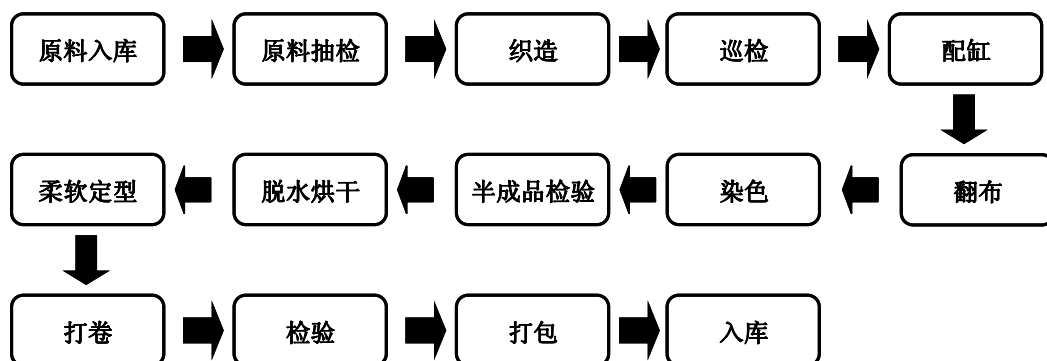 原料入库
原料抽检
织造
巡检
配缸
翻布
染色
半成品检验
脱水烘干
柔软定型
打卷
检验
打包
入库